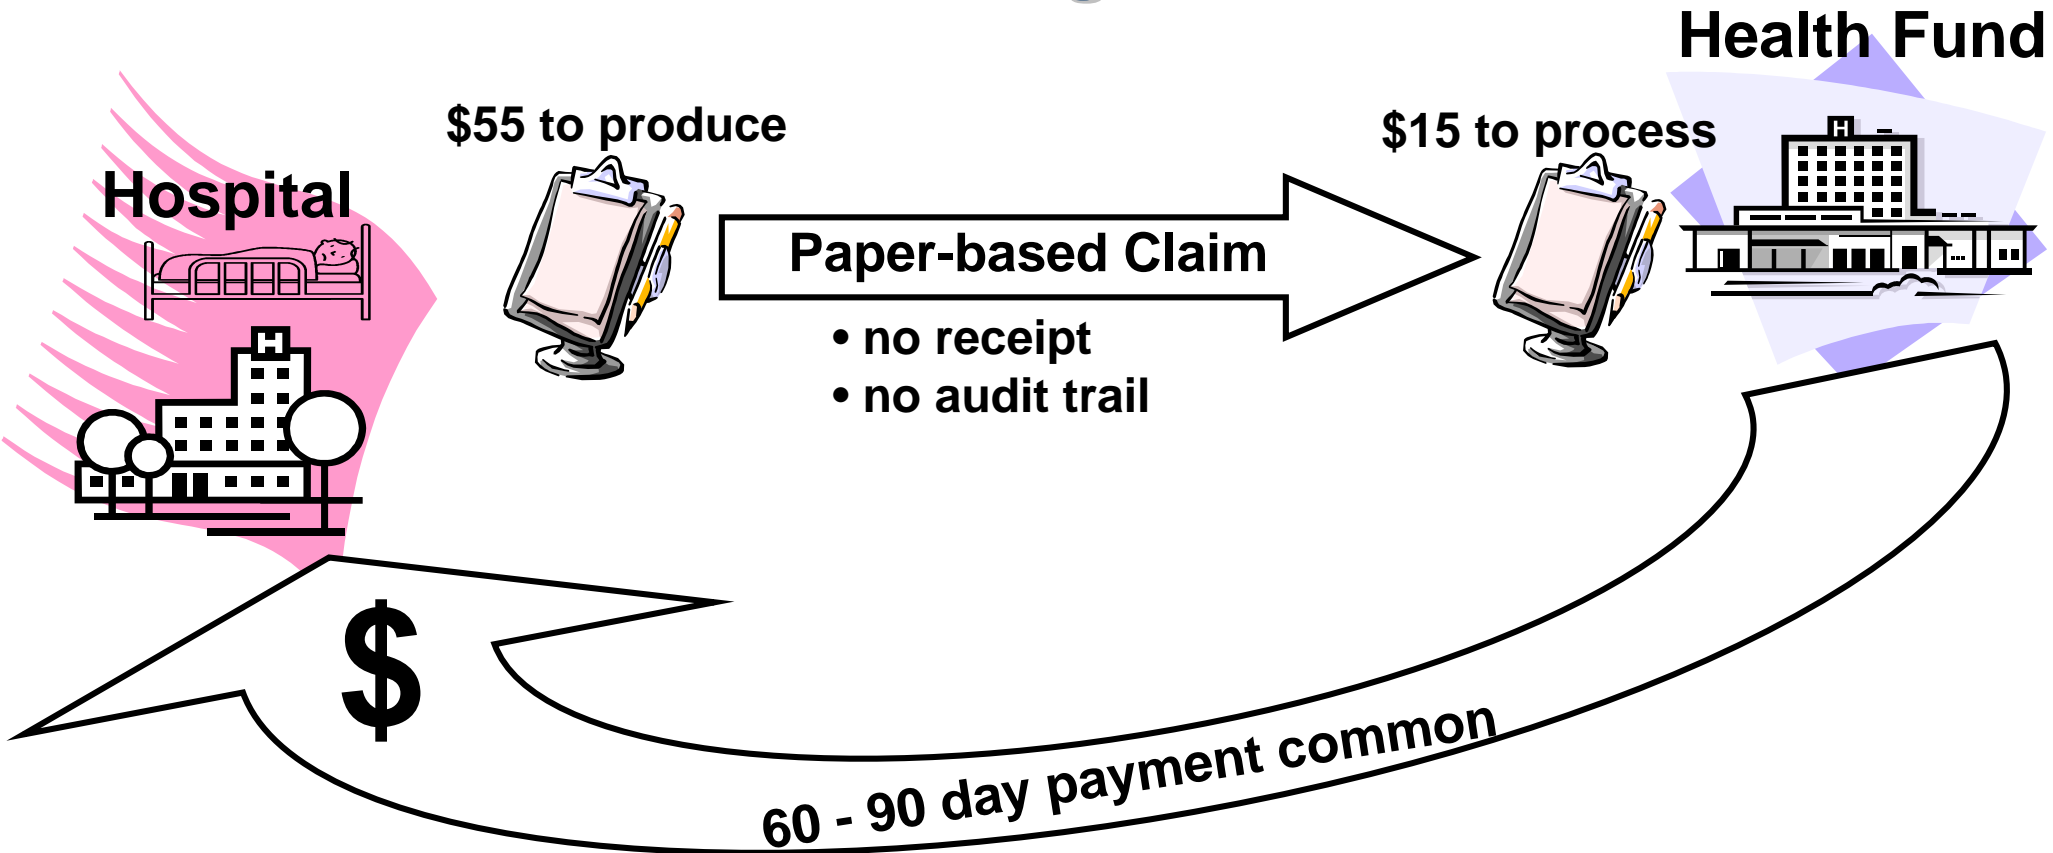 Health Fund
$55 to produce
$15 to process
Hospital
H
Paper-based Claim
• no receipt
• no audit trail
H
$
60 - 90 day payment common